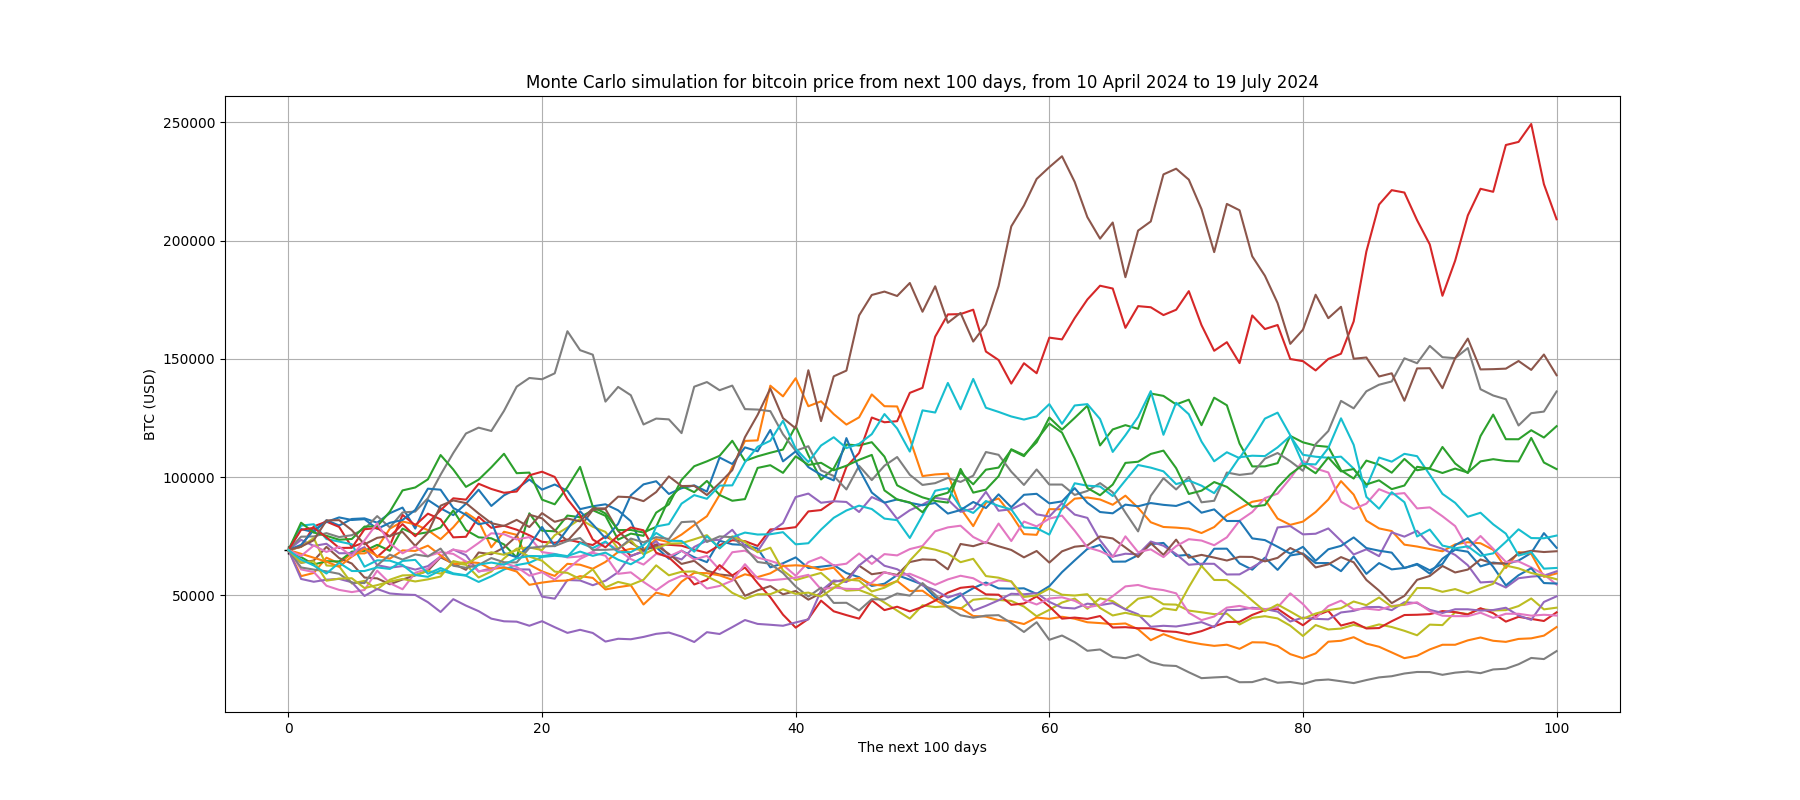 Monte Carlo simulation for bitcoin price from next 100 days, from 10 April 2024 to 19 July 2024
250000
200000
150000
100000
50000
BTC (USD)
0 20 40 60 80 100
The next 100 days